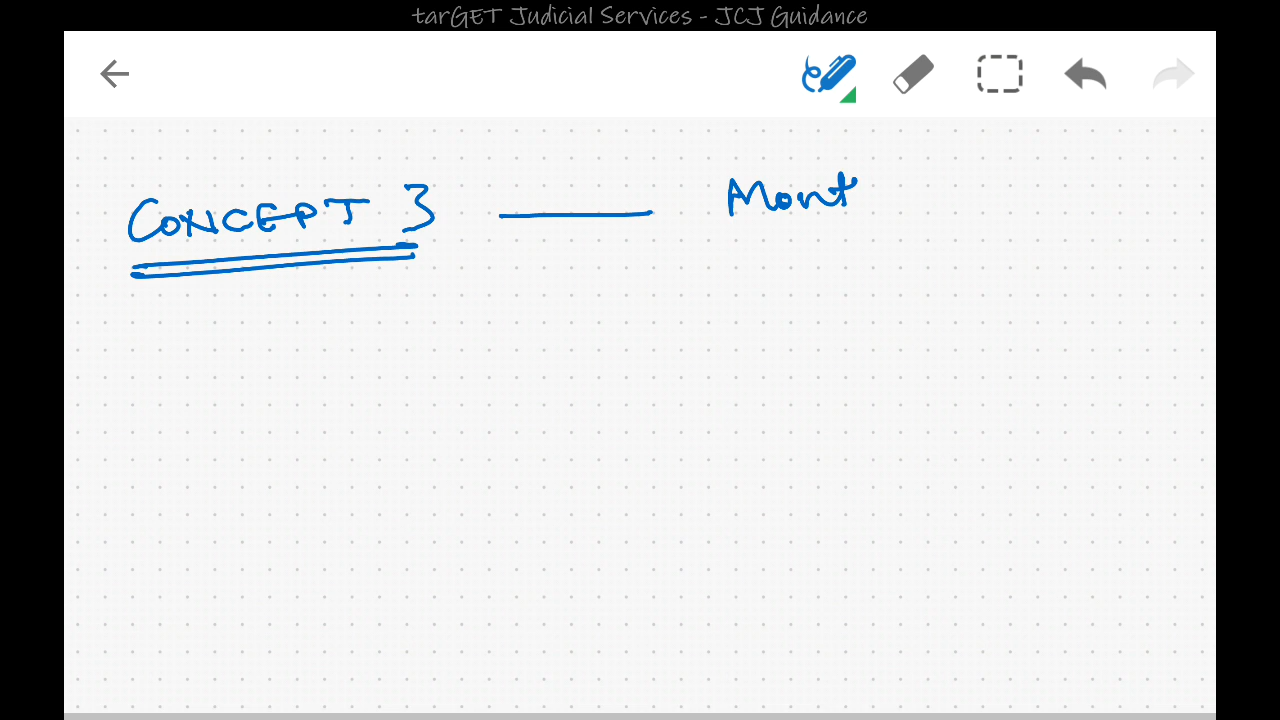 tarGET Judicial Services - JCJ Guidance
CONCEPT 3 — Mont